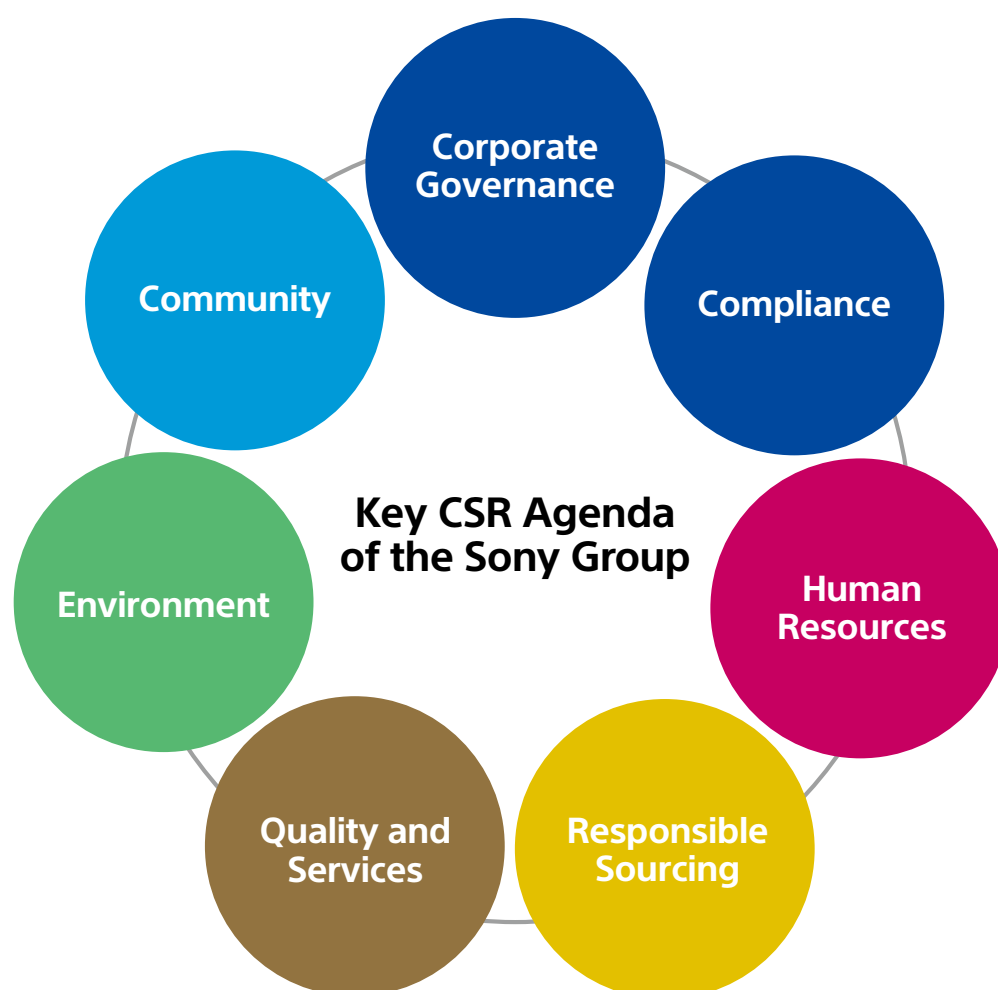 Corporate
Governance
Community
Compliance
Key CSR Agenda
of the Sony Group
Environment
Human
Resources
Quality and
Services
Responsible
Sourcing